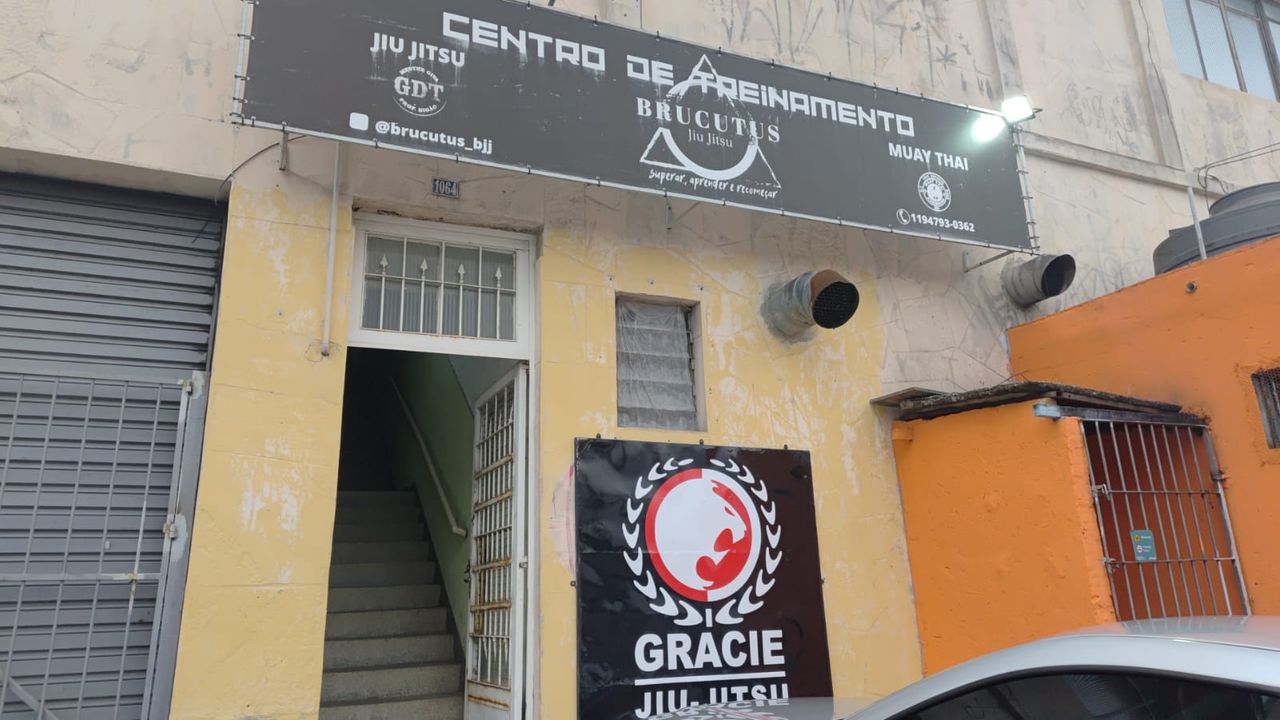 CENTRO DE TREINAMENTO
JIU JITSU
GDT
@brucutus_bjj
BRUCUTUS
Jiu Jitsu
Superar, aprender e recomeçar
MUAY THAI
1194793-0362
1064
GRACIE
JIU-JITSU